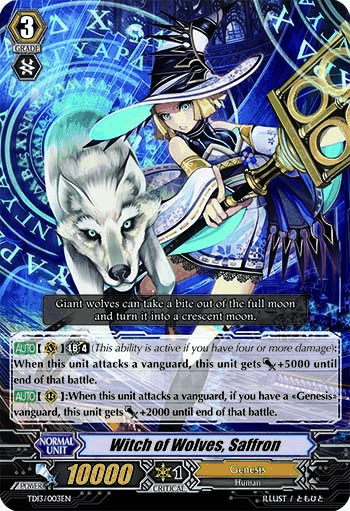 3
GRADE
Giant wolves can take a bite out of the full moon
and turn it into a crescent moon.
AUTO [ ] LB 4 (This ability is active if you have four or more damage):
When this unit attacks a vanguard, this unit gets +5000 until
end of that battle.
AUTO [ ]:When this unit attacks a vanguard, if you have a «Genesis»
vanguard, this unit gets +2000 until end of that battle.
NORMAL
UNIT
Witch of Wolves, Saffron
POWER
10000
1
CRITICAL
Genesis
Human
TD13/003EN
ILLUST / ともひと